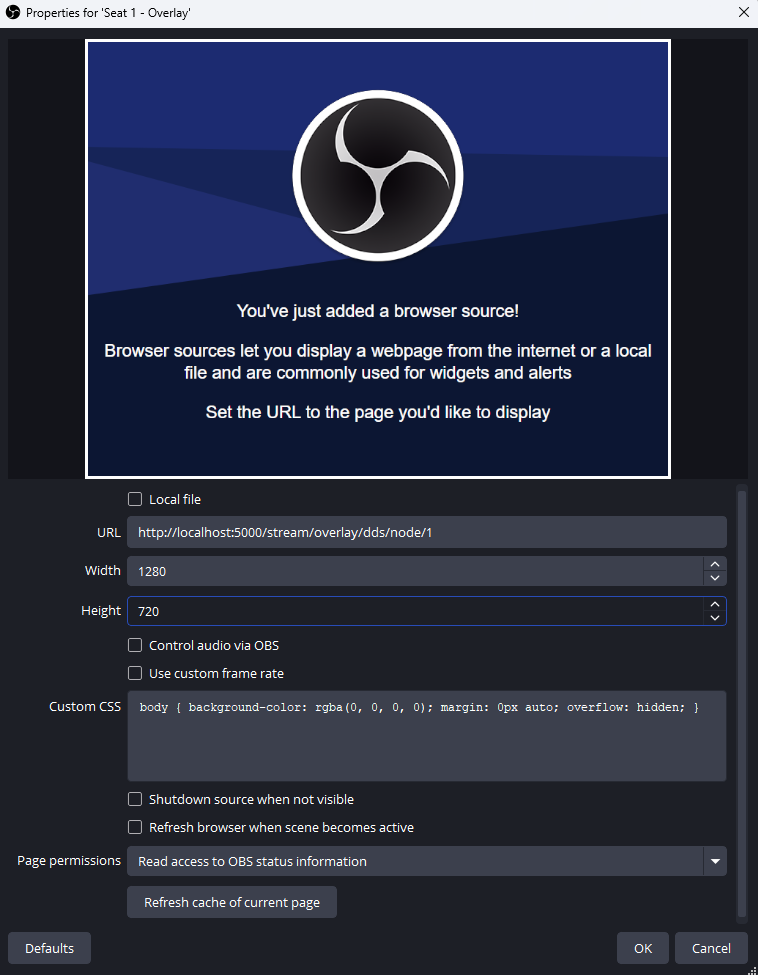 Properties for 'Seat 1 - Overlay'
You've just added a browser source!
Browser sources let you display a webpage from the internet or a local
file and are commonly used for widgets and alerts
Set the URL to the page you'd like to display
Local file
URL http://localhost:5000/stream/overlay/dds/node/1
Width 1280
Height 720
Control audio via OBS
Use custom frame rate
Custom CSS body { background-color: rgba(0, 0, 0, 0); margin: 0px auto; overflow: hidden; }
Shutdown source when not visible
Refresh browser when scene becomes active
Page permissions Read access to OBS status information
Refresh cache of current page
Defaults OK Cancel